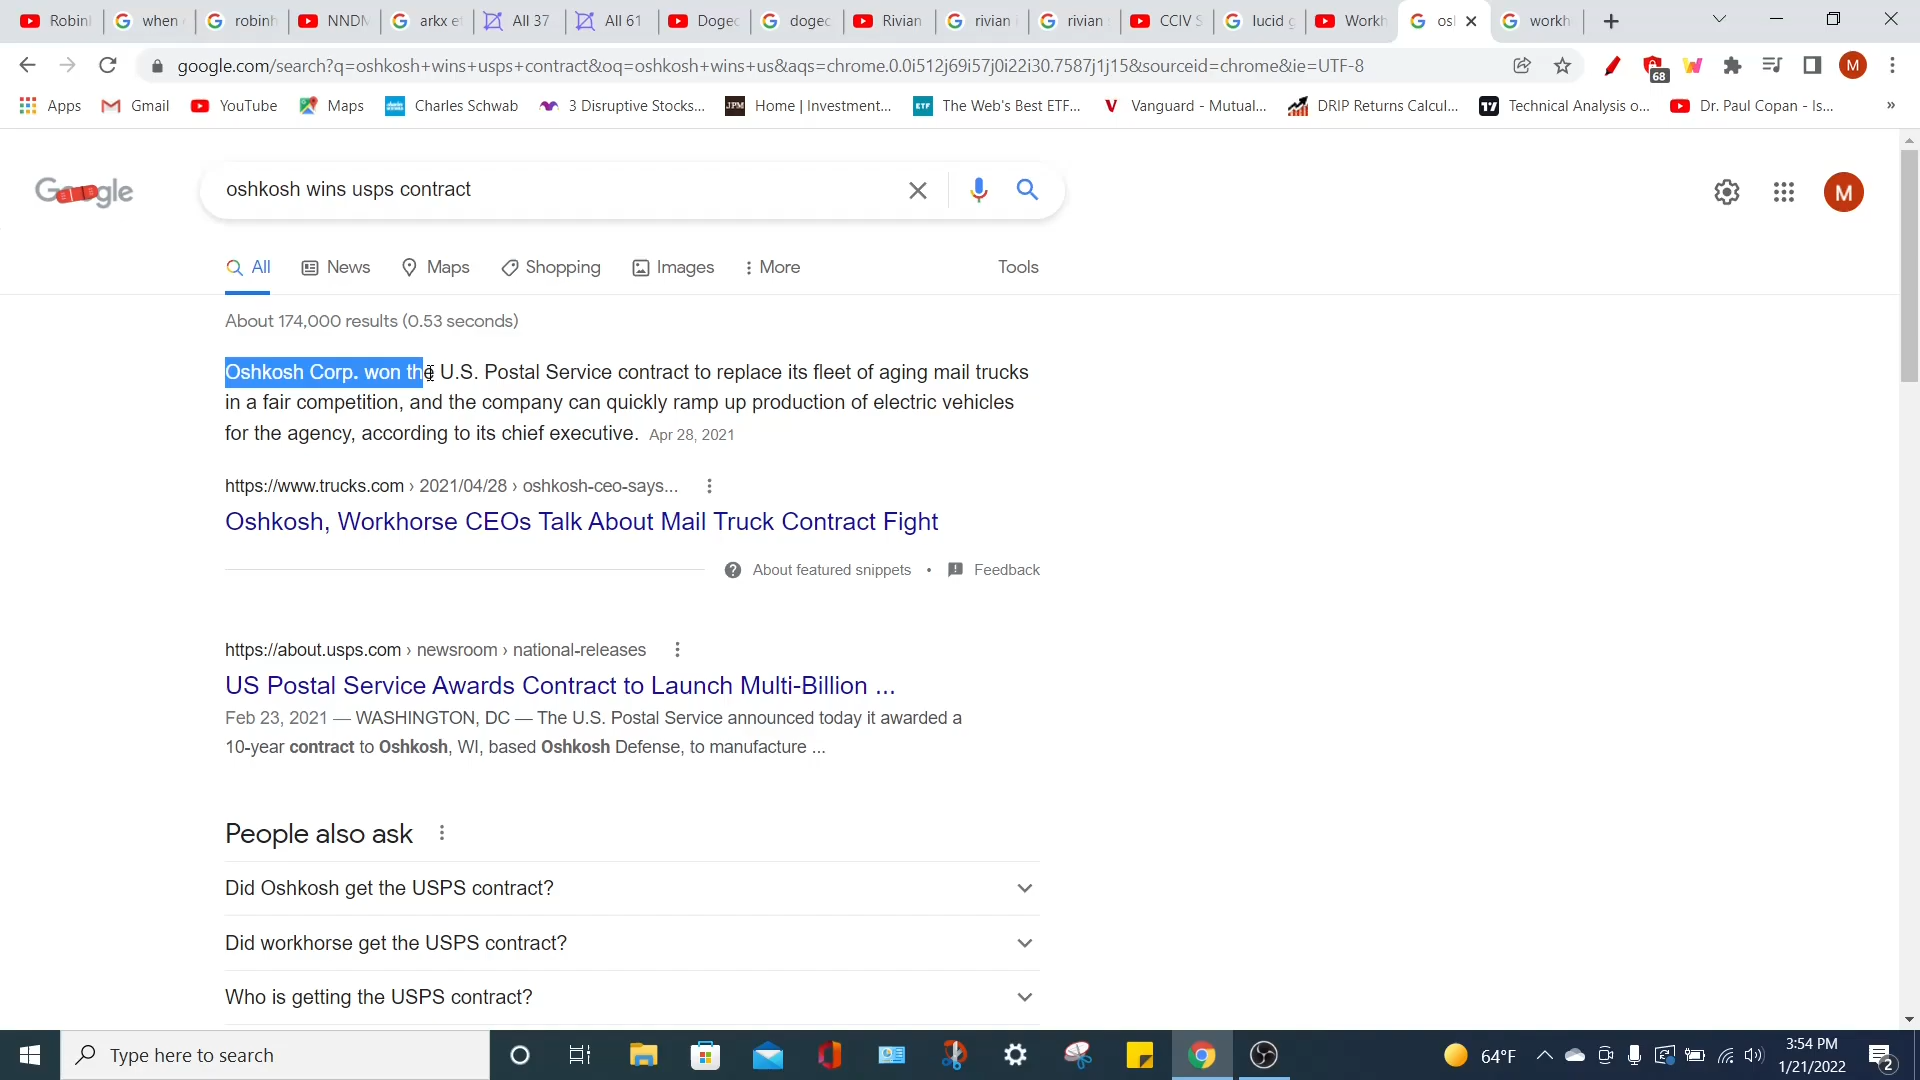 Robinl
when
robinh
NNDM
arkx et
All 37
All 61
Dogec
dogec
Rivian
rivian
rivian
CCIV S
lucid g
Workh
osl
workh
google.com/search?q=oshkosh+wins+usps+contract&oq=oshkosh+wins+us&aqs=chrome.0.0i512j69i57j0i22i30.7587j1j15&sourceid=chrome&ie=UTF-8
68
M
Apps
Gmail
YouTube
Maps
Charles Schwab
3 Disruptive Stocks...
JPM
Home | Investment...
ETF
The Web's Best ETF...
Vanguard - Mutual...
DRIP Returns Calcul...
Technical Analysis o...
Dr. Paul Copan - Is...
»
Google
oshkosh wins usps contract
M
All
News
Maps
Shopping
Images
More
Tools
About 174,000 results (0.53 seconds)
Oshkosh Corp. won the U.S. Postal Service contract to replace its fleet of aging mail trucks
in a fair competition, and the company can quickly ramp up production of electric vehicles
for the agency, according to its chief executive. Apr 28, 2021
https://www.trucks.com › 2021/04/28 › oshkosh-ceo-says...
Oshkosh, Workhorse CEOs Talk About Mail Truck Contract Fight
About featured snippets • Feedback
https://about.usps.com › newsroom › national-releases
US Postal Service Awards Contract to Launch Multi-Billion ...
Feb 23, 2021 — WASHINGTON, DC — The U.S. Postal Service announced today it awarded a
10-year contract to Oshkosh, WI, based Oshkosh Defense, to manufacture ...
People also ask
Did Oshkosh get the USPS contract?
Did workhorse get the USPS contract?
Who is getting the USPS contract?
Type here to search
64°F
3:54 PM
1/21/2022
2